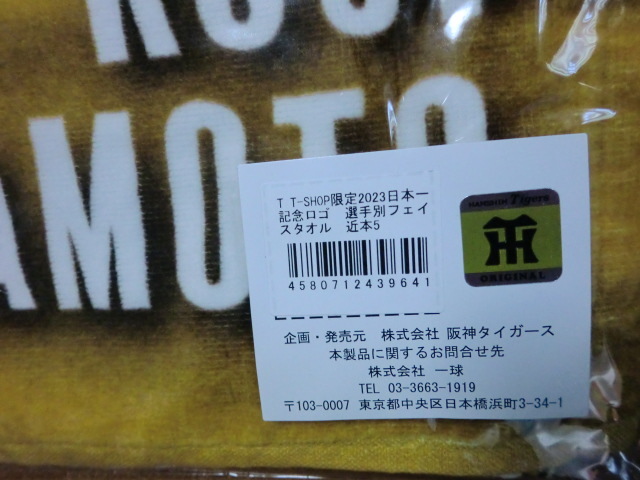 AMOTO
T T-SHOP限定2023日本一
記念ロゴ 選手別フェイ
スタオル 近本5
4580712439641
HANSHIN Tigers
HT
ORIGINAL
企画・発売元 株式会社 阪神タイガース
本製品に関するお問合せ先
株式会社 一球
TEL 03-3663-1919
〒103-0007 東京都中央区日本橋浜町3-34-1